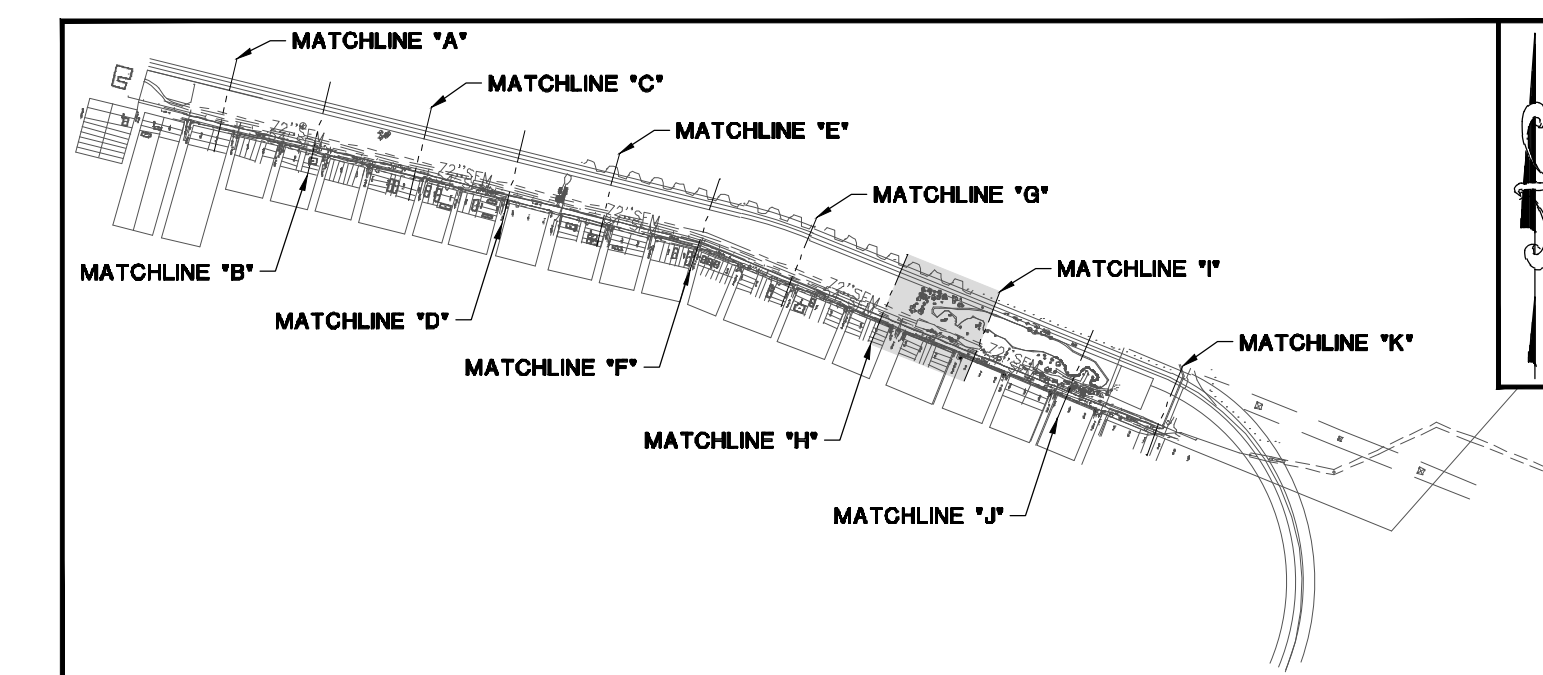 MATCHLINE "A"
MATCHLINE "C"
MATCHLINE "E"
MATCHLINE "G"
MATCHLINE "I"
MATCHLINE "K"
72"SEM
72"SEM
72"SEM
72"SEM
72" SEM
MATCHLINE "B"
MATCHLINE "D"
MATCHLINE "F"
MATCHLINE "H"
MATCHLINE "J"